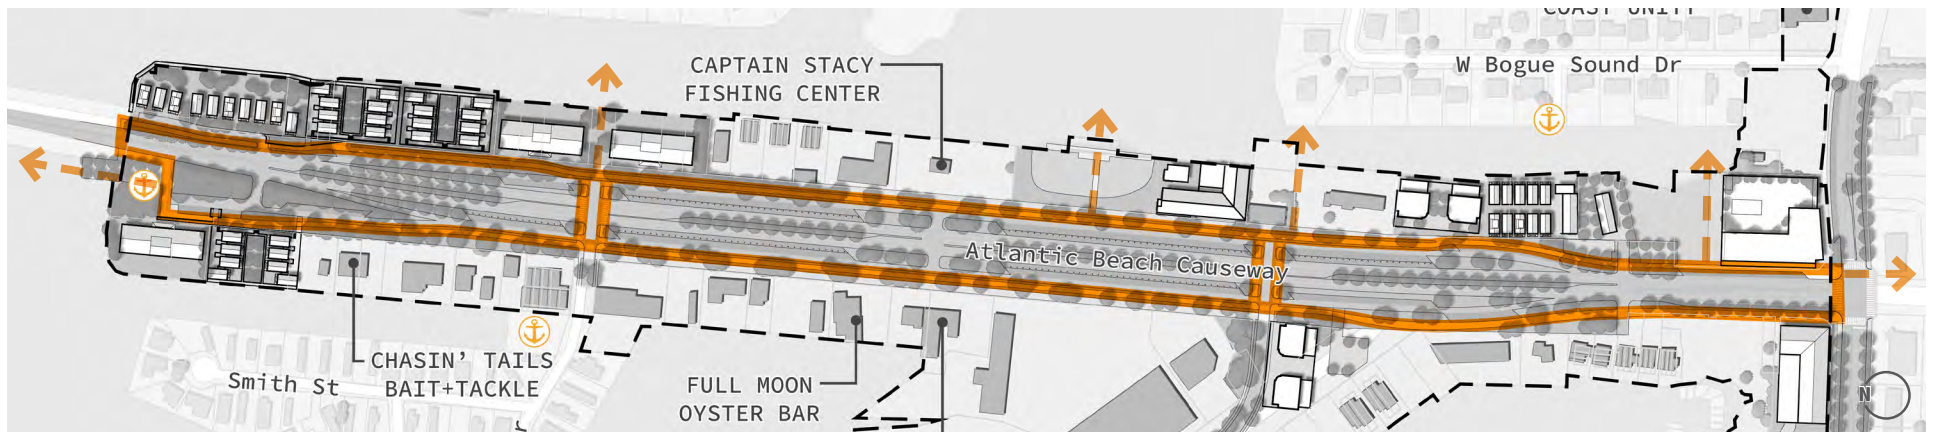 COAST UNIT
W Bogue Sound Dr
CAPTAIN STACY
FISHING CENTER
Atlantic Beach Causeway
CHASIN’ TAILS
BAIT+TACKLE
Smith St
FULL MOON
OYSTER BAR
N